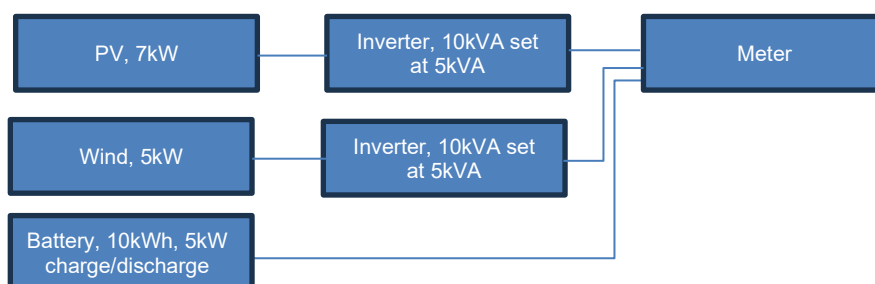 PV, 7kW
Inverter, 10kVA set
at 5kVA
Meter
Wind, 5kW
Inverter, 10kVA set
at 5kVA
Battery, 10kWh, 5kW
charge/discharge